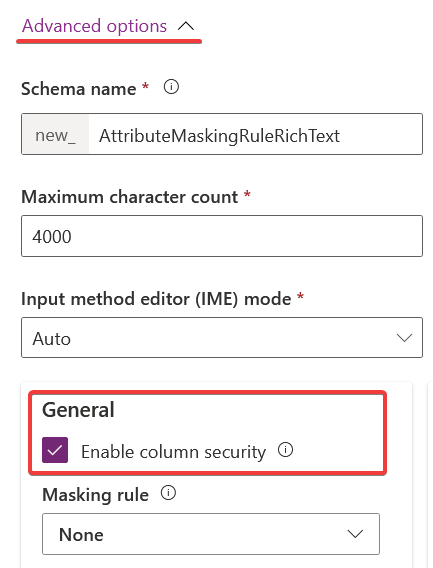 Advanced options
Schema name *
new_ AttributeMaskingRuleRichText
Maximum character count *
4000
Input method editor (IME) mode *
Auto
General
Enable column security
Masking rule
None